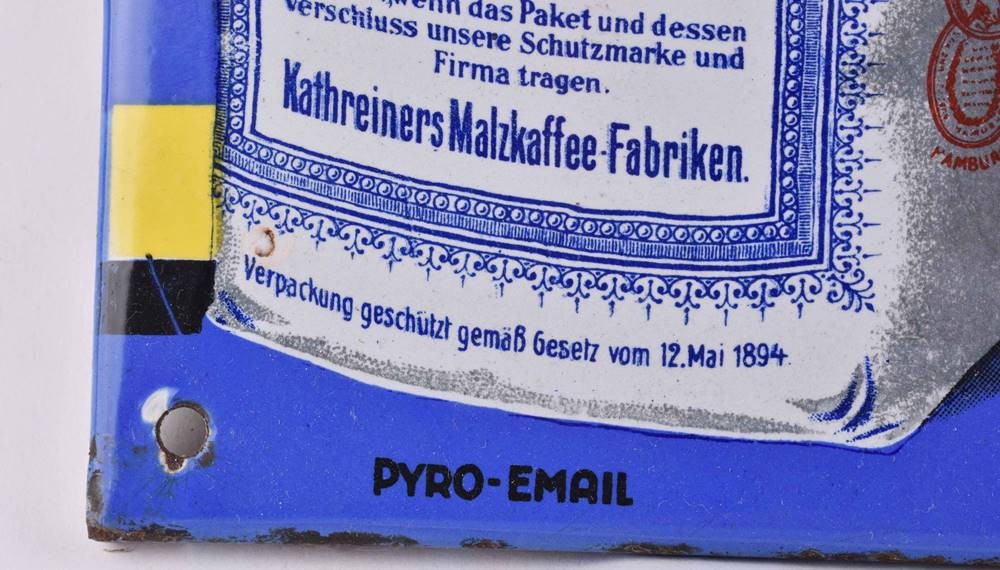 wenn das Paket und dessen
Verschluss unsere Schutzmarke und
Firma tragen.
Kathreiners Malzkaffee-Fabriken.
Verpackung geschützt gemäß Gesetz vom 12. Mai 1894.
PYRO-EMAIL